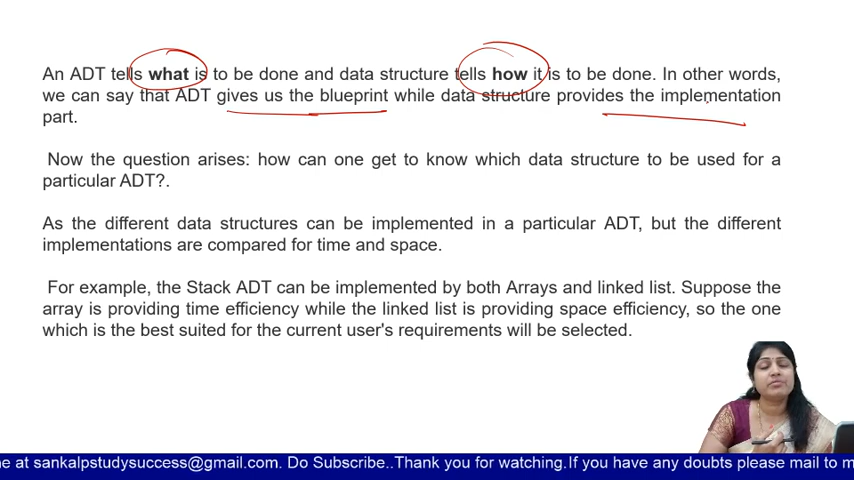 An ADT tells what is to be done and data structure tells how it is to be done. In other words,
we can say that ADT gives us the blueprint while data structure provides the implementation
part.
Now the question arises: how can one get to know which data structure to be used for a
particular ADT?.
As the different data structures can be implemented in a particular ADT, but the different
implementations are compared for time and space.
For example, the Stack ADT can be implemented by both Arrays and linked list. Suppose the
array is providing time efficiency while the linked list is providing space efficiency, so the one
which is the best suited for the current user's requirements will be selected.
e at sankalpstudysuccess@gmail.com. Do Subscribe..Thank you for watching.If you have any doubts please mail to m